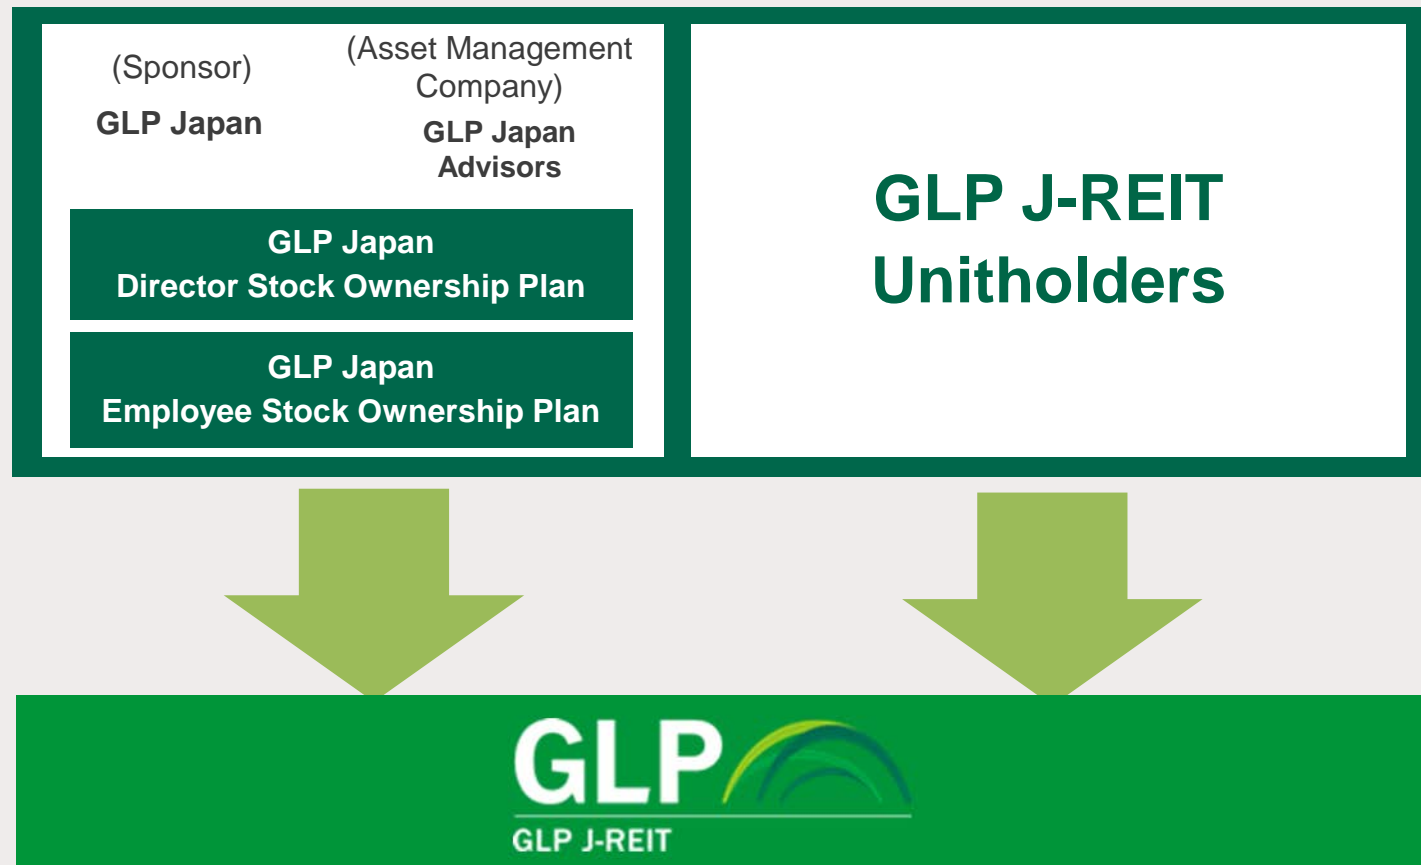 (Sponsor)
GLP Japan
(Asset Management
Company)
GLP Japan
Advisors
GLP Japan
Director Stock Ownership Plan
GLP Japan
Employee Stock Ownership Plan
GLP J-REIT
Unitholders
GLP
GLP J-REIT